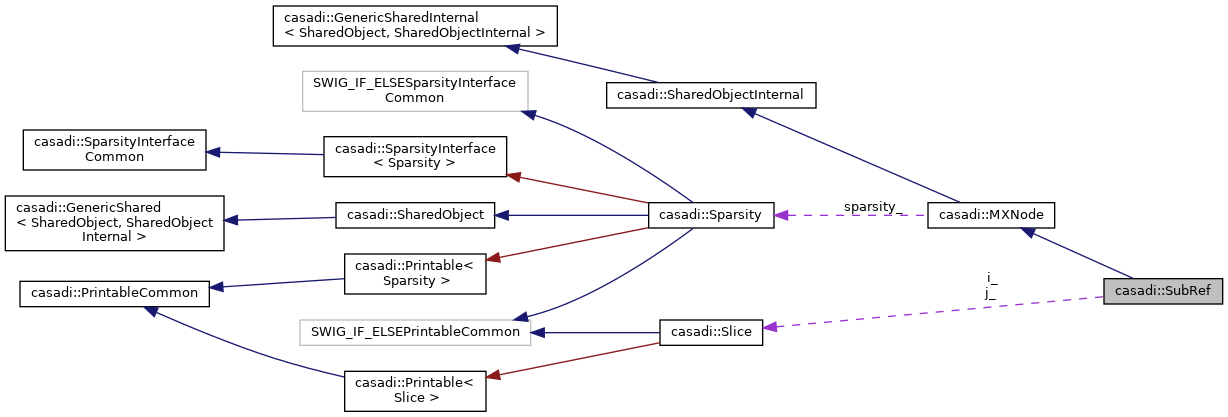 casadi::GenericSharedInternal
< SharedObject, SharedObjectInternal >
SWIG_IF_ELSESparsityInterface
Common
casadi::SharedObjectInternal
casadi::SparsityInterface
Common
casadi::SparsityInterface
< Sparsity >
casadi::GenericShared
< SharedObject, SharedObject
Internal >
casadi::SharedObject
casadi::Sparsity
sparsity_
casadi::MXNode
casadi::Printable<
Sparsity >
casadi::PrintableCommon
i_
j_
casadi::SubRef
SWIG_IF_ELSEPrintableCommon
casadi::Slice
casadi::Printable<
Slice >